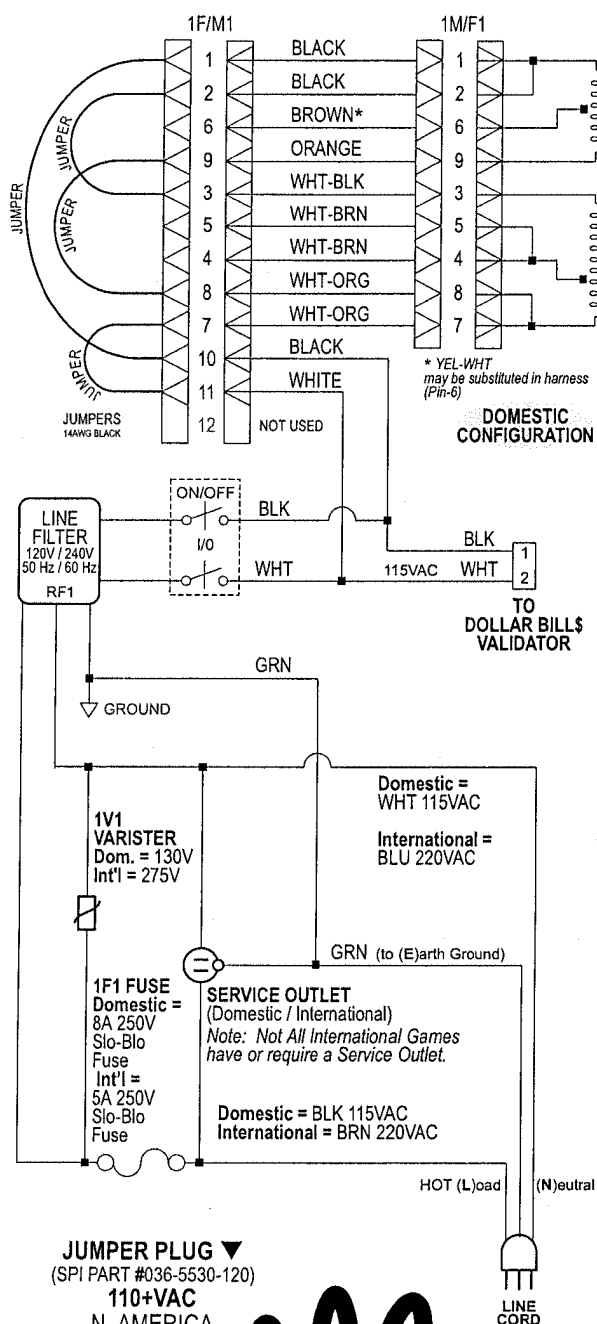 1F/M1
1M/F1
1
BLACK
1
2
BLACK
2
6
BROWN*
6
9
ORANGE
9
3
WHT-BLK
3
5
WHT-BRN
5
4
WHT-BRN
4
8
WHT-ORG
8
7
WHT-ORG
7
10
BLACK
11
WHITE
12
NOT USED
JUMPER
JUMPER
JUMPER
JUMPER
JUMPERS
14AWG BLACK
* YEL-WHT
may be substituted in harness
(Pin-6)
DOMESTIC
CONFIGURATION
LINE
FILTER
120V / 240V
50 Hz / 60 Hz
RF1
ON/OFF
I/0
BLK
WHT
115VAC
BLK
WHT
1
2
TO
DOLLAR BILL$
VALIDATOR
GRN
GROUND
1V1
VARISTER
Dom. = 130V
Int'l = 275V
Domestic =
WHT 115VAC
International =
BLU 220VAC
GRN (to (E)arth Ground)
1F1 FUSE
Domestic =
8A 250V
Slo-Blo
Fuse
Int'l =
5A 250V
Slo-Blo
Fuse
SERVICE OUTLET
(Domestic / International)
Note: Not All International Games
have or require a Service Outlet.
Domestic = BLK 115VAC
International = BRN 220VAC
HOT (L)oad
(N)eutral
LINE
CORD
JUMPER PLUG ▼
(SPI PART #036-5530-120)
110+VAC
N. AMERICA